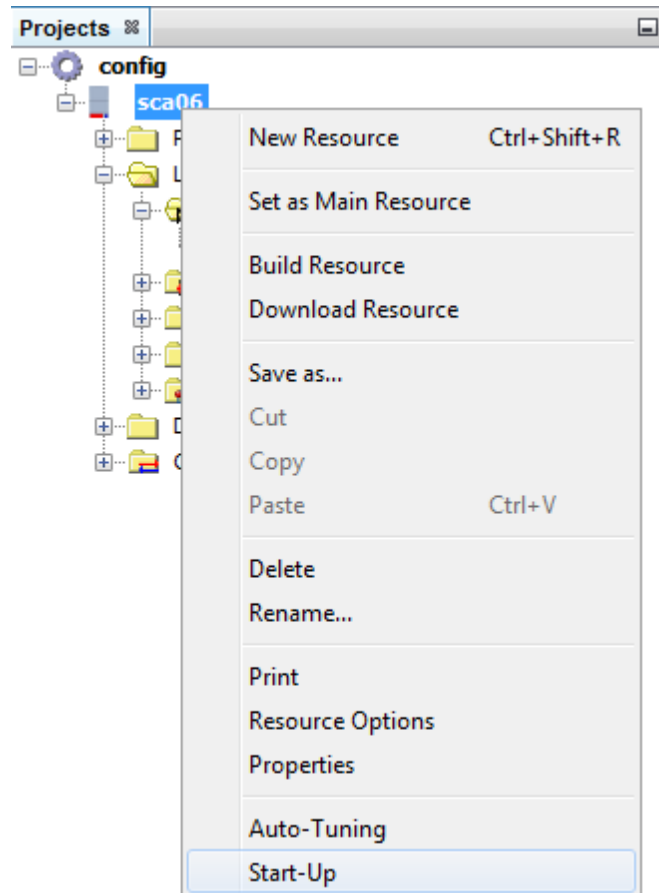 Projects
config
sca06
New Resource Ctrl+Shift+R
Set as Main Resource
Build Resource
Download Resource
Save as...
Cut
Copy
Paste Ctrl+V
Delete
Rename...
Print
Resource Options
Properties
Auto-Tuning
Start-Up